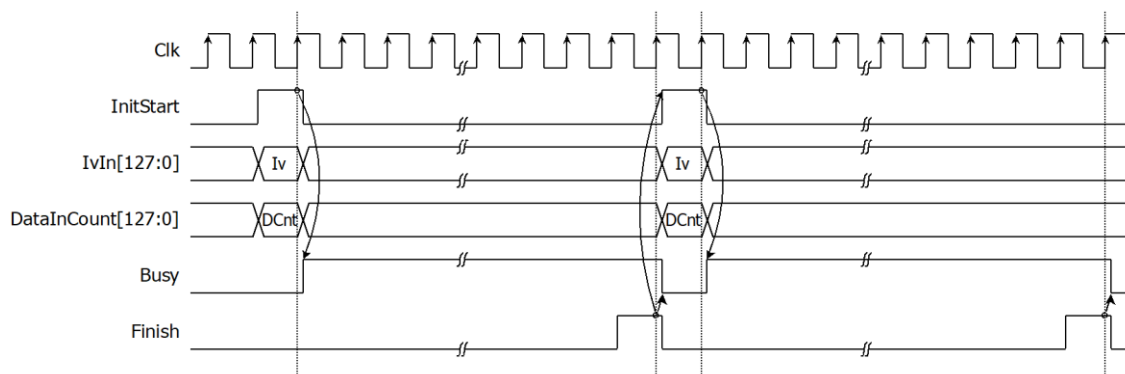 Clk
InitStart
IvIn[127:0]
Iv
Iv
DataInCount[127:0]
DCnt
DCnt
Busy
Finish